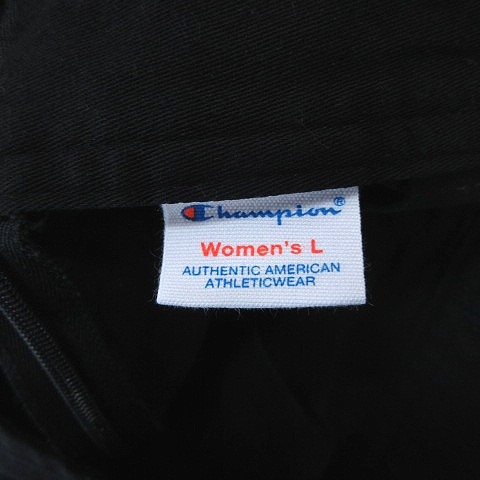 Champion®
Women's L
AUTHENTIC AMERICAN
ATHLETICWEAR